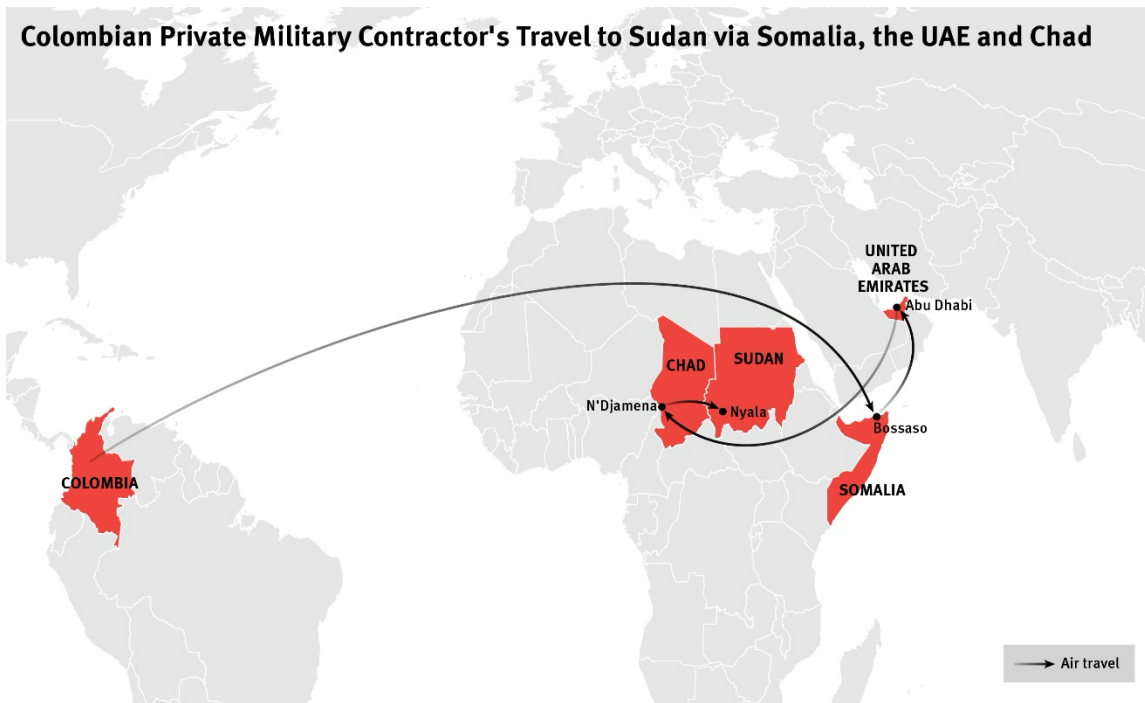 Colombian Private Military Contractor's Travel to Sudan via Somalia, the UAE and Chad
UNITED
ARAB
EMIRATES
Abu Dhabi
CHAD
SUDAN
N'Djamena
Nyala
Bossaso
COLOMBIA
SOMALIA
Air travel